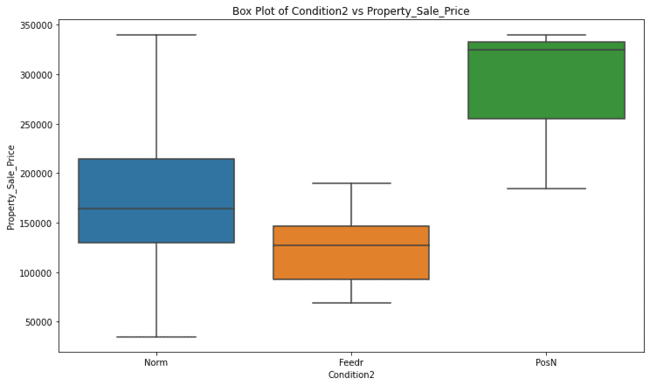 Box Plot of Condition2 vs Property_Sale_Price
350000
300000
250000
200000
150000
100000
50000
Property_Sale_Price
Norm
Feedr
PosN
Condition2